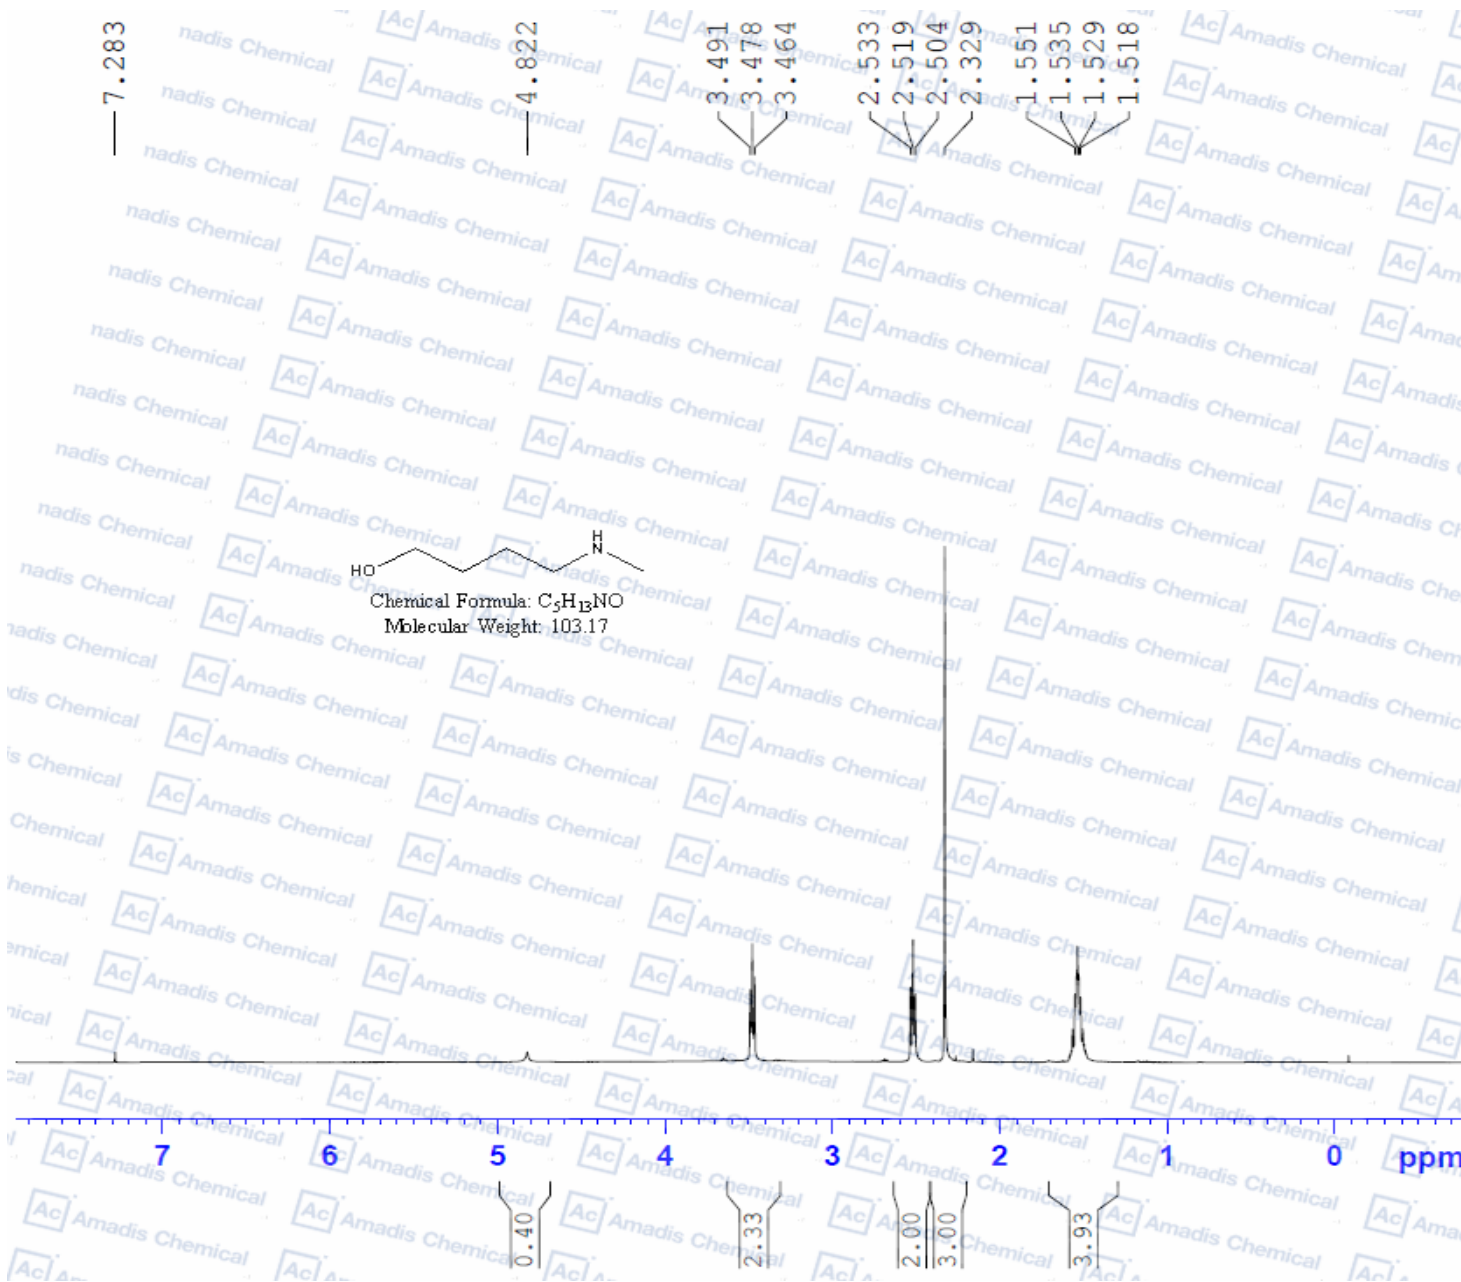 7.283
4.822
3.491
3.478
3.464
2.533
2.519
2.504
2.329
1.551
1.535
1.529
1.518
HO
H
N
Chemical Formula: C₅H₁₃NO
Molecular Weight: 103.17
7 6 5 4 3 2 1 0 ppm
0.40
2.33
2.00
3.00
3.93
Ac Amadis Chemical